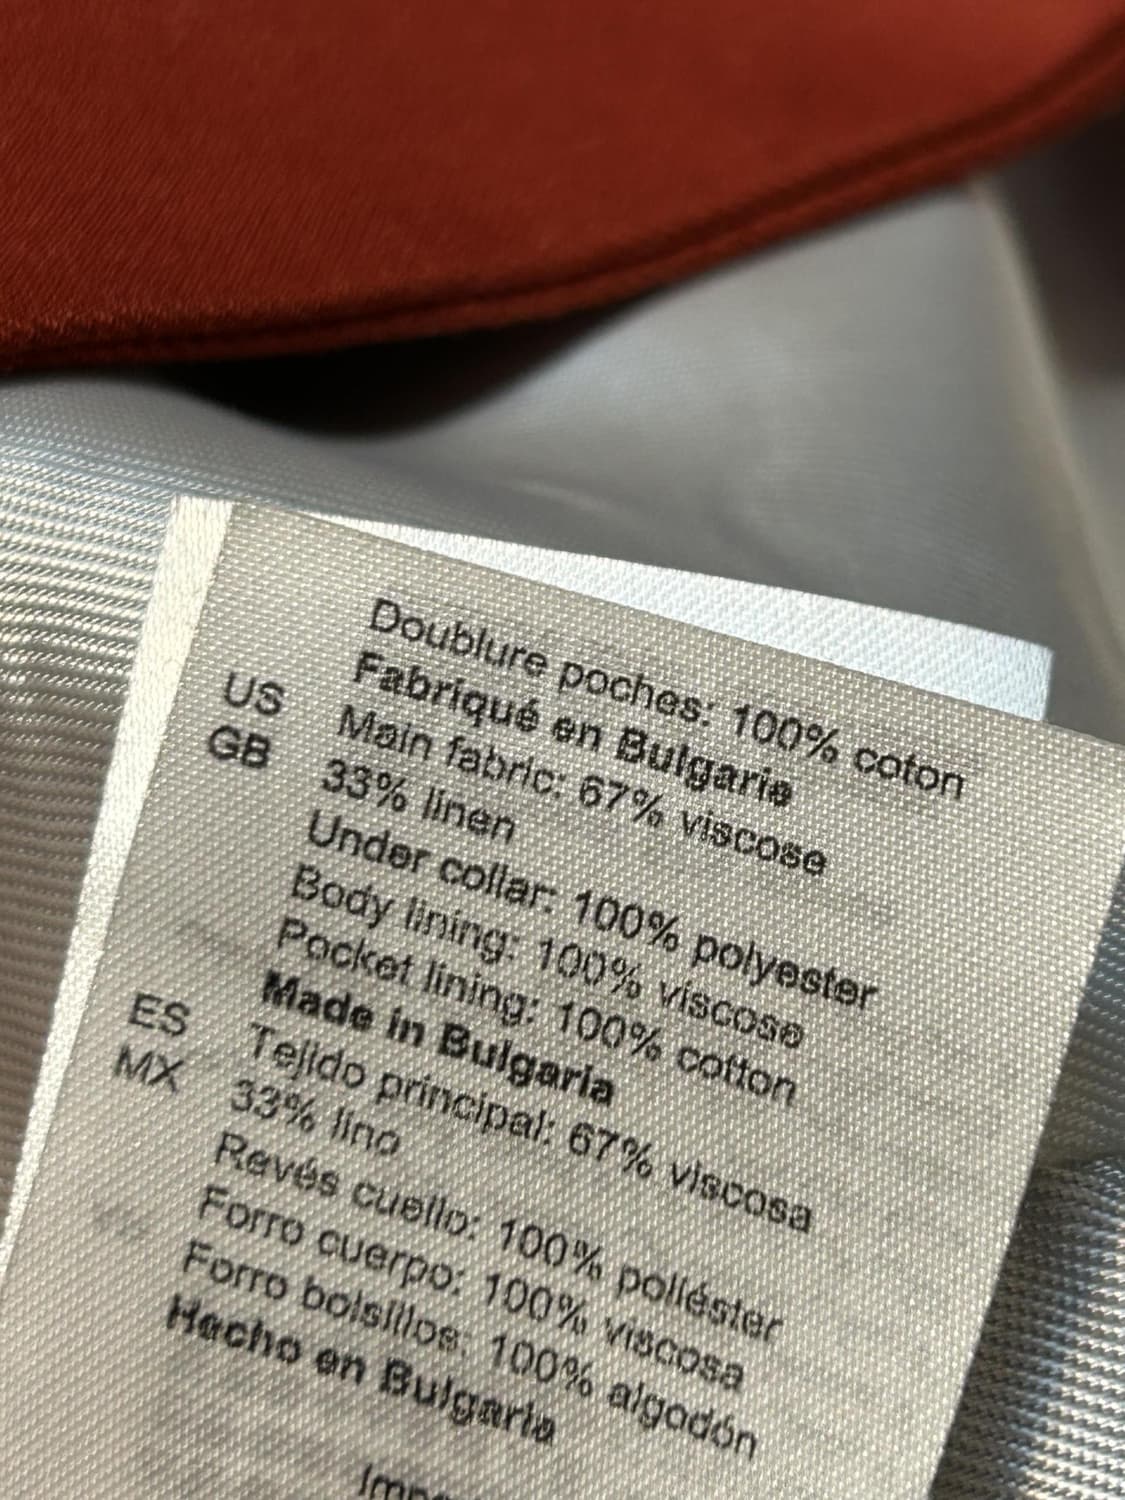 Doublure poches: 100% coton
Fabriqué en Bulgarie
US Main fabric: 67% viscose
GB 33% linen
Under collar: 100% polyester
Body lining: 100% viscose
Pocket lining: 100% cotton
Made in Bulgaria
ES Tejido principal: 67% viscosa
MX 33% lino
Revés cuello: 100% poliéster
Forro cuerpo: 100% viscosa
Forro bolsillos: 100% algodón
Hecho en Bulgaria